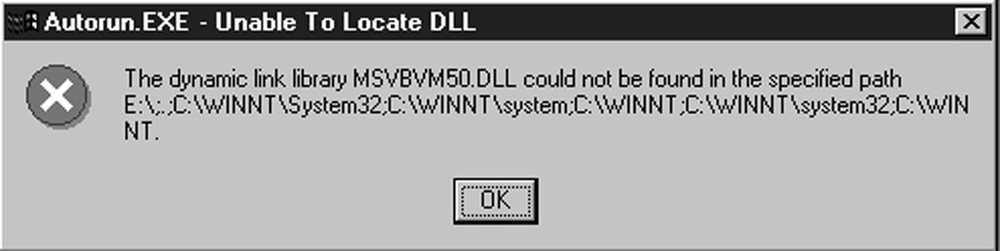 Autorun.EXE - Unable To Locate DLL
The dynamic link library MSVBVM50.DLL could not be found in the specified path
E:\;.;C:\WINNT\System32;C:\WINNT\system;C:\WINNT;C:\WINNT\system32;C:\WIN
NT.
OK